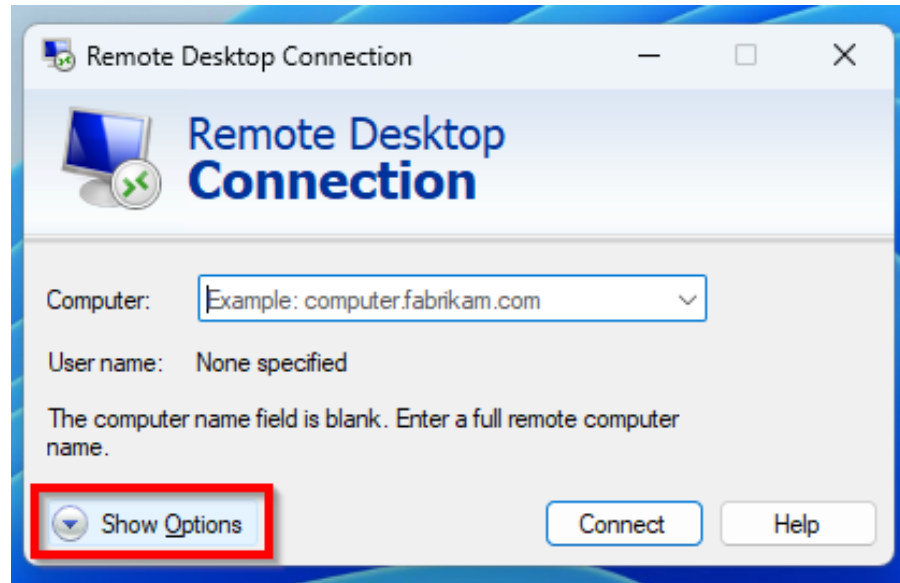 Remote Desktop Connection
Remote Desktop
Connection
Computer:
Example: computer.fabrikam.com
User name:
None specified
The computer name field is blank. Enter a full remote computer
name.
Show Options
Connect
Help